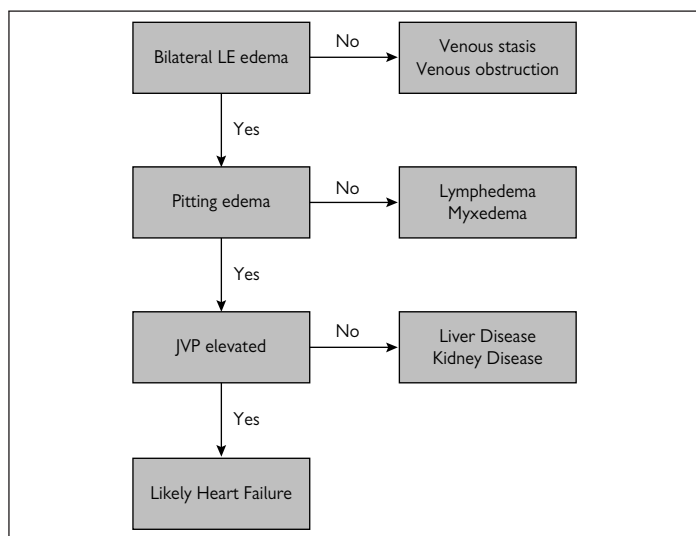 Bilateral LE edema
No
Venous stasis
Venous obstruction
Yes
Pitting edema
No
Lymphedema
Myxedema
Yes
JVP elevated
No
Liver Disease
Kidney Disease
Yes
Likely Heart Failure